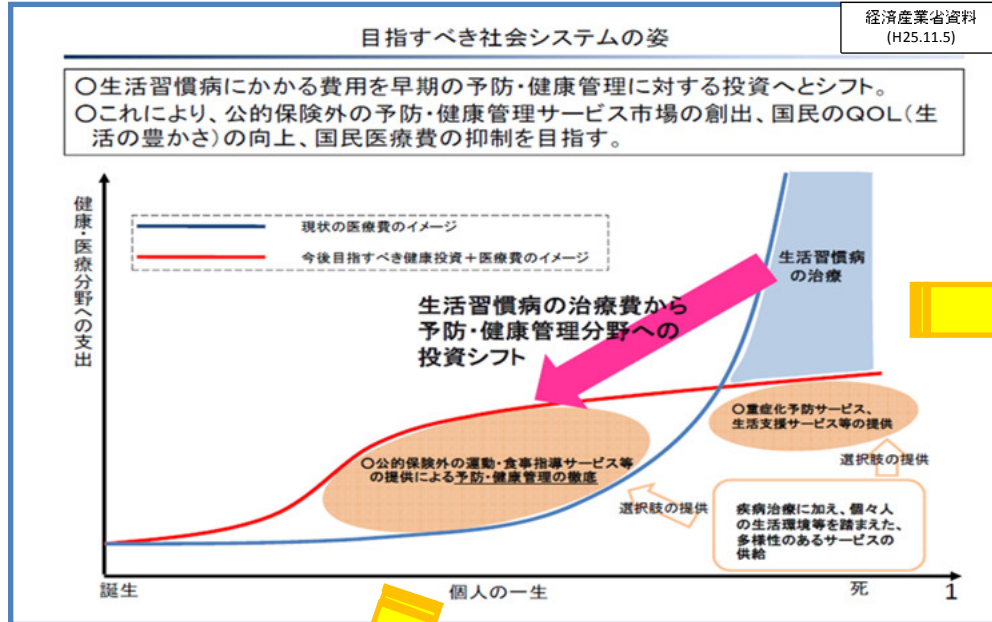 経済産業省資料
(H25.11.5)
目指すべき社会システムの姿
○生活習慣病にかかる費用を早期の予防・健康管理に対する投資へとシフト。
○これにより、公的保険外の予防・健康管理サービス市場の創出、国民のQOL(生
活の豊かさ)の向上、国民医療費の抑制を目指す。
健康・医療分野への支出
現状の医療費のイメージ
今後目指すべき健康投資+医療費のイメージ
生活習慣病
の治療
生活習慣病の治療費から
予防・健康管理分野への
投資シフト
○重症化予防サービス、
生活支援サービス等の提供
選択肢の提供
○公的保険外の運動・食事指導サービス等
の提供による予防・健康管理の徹底
選択肢の提供
疾病治療に加え、個々人
の生活環境等を踏まえた、
多様性のあるサービスの
供給
誕生
個人の一生
死
1